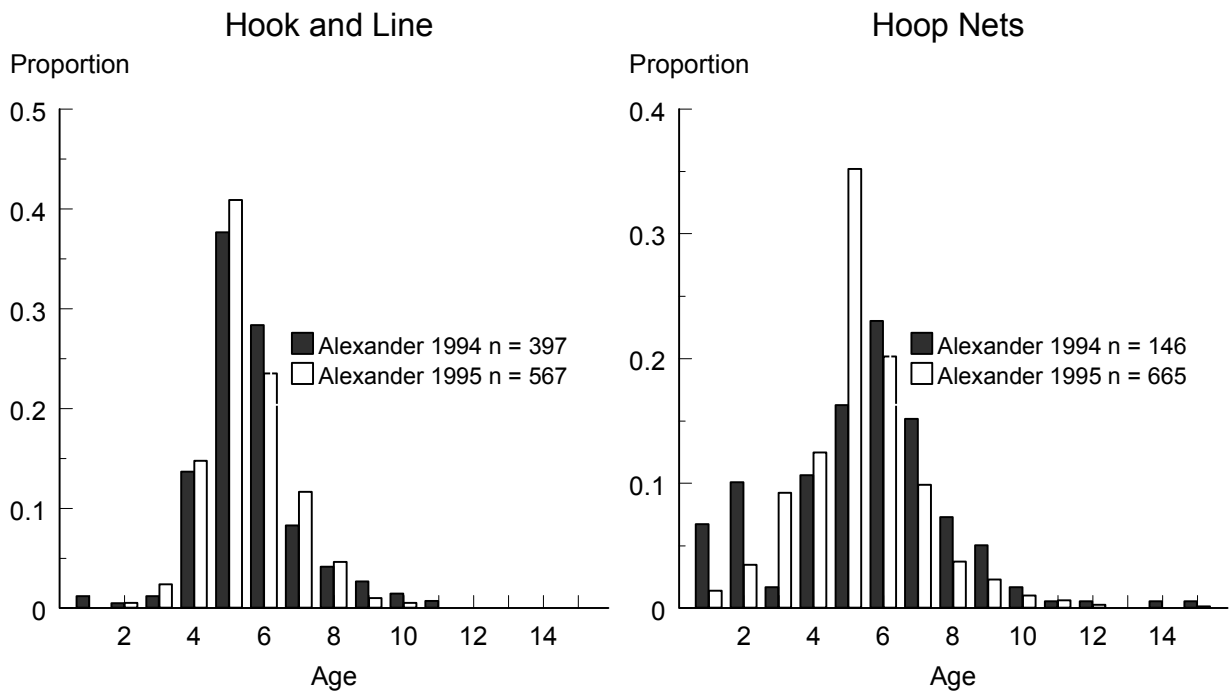 Hook and Line
Proportion
0.5
0.4
0.3
0.2
0.1
0
Alexander 1994 n = 397
Alexander 1995 n = 567
2 4 6 8 10 12 14
Age
Hoop Nets
Proportion
0.4
0.3
0.2
0.1
0
Alexander 1994 n = 146
Alexander 1995 n = 665
2 4 6 8 10 12 14
Age